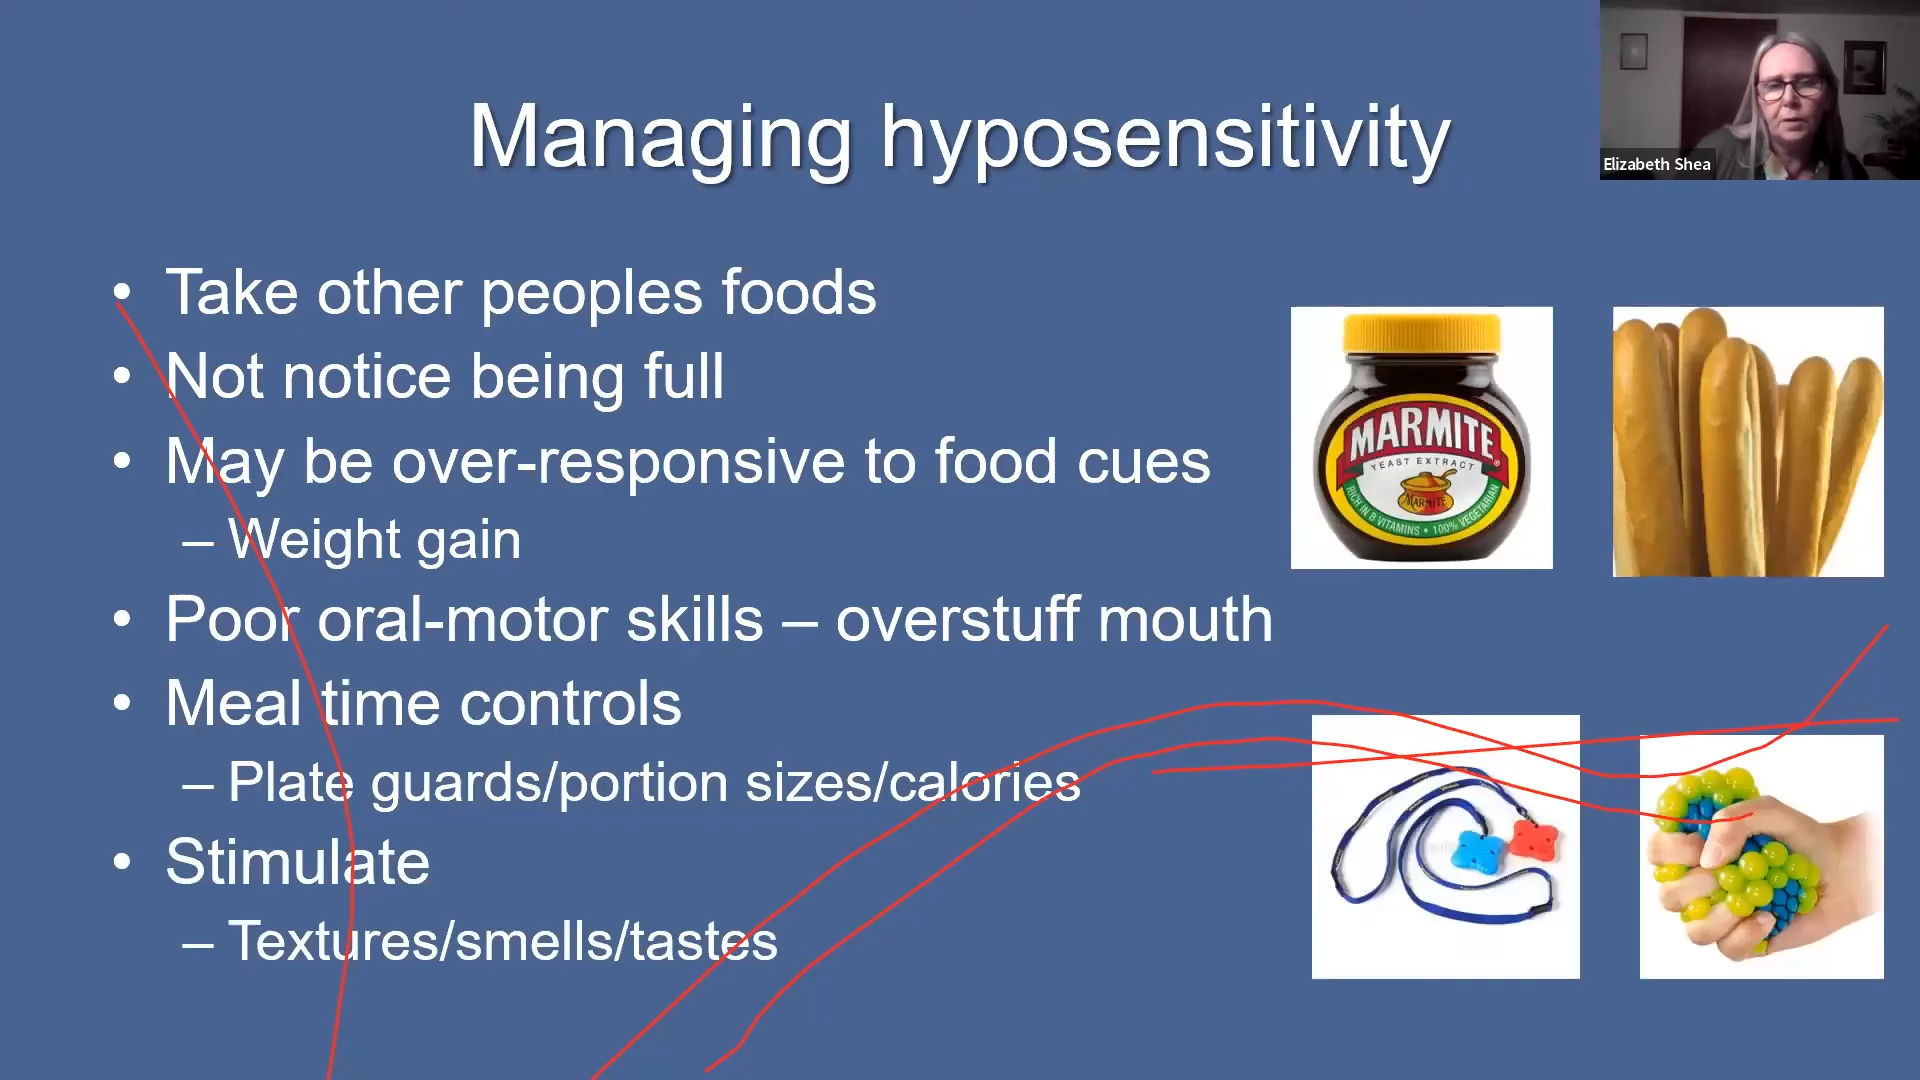 Managing hyposensitivity
Elizabeth Shea
• Take other peoples foods
• Not notice being full
• May be over-responsive to food cues
– Weight gain
• Poor oral-motor skills – overstuff mouth
• Meal time controls
– Plate guards/portion sizes/calories
• Stimulate
– Textures/smells/tastes
MARMITE
YEAST EXTRACT
MARMITE
RICH IN B VITAMINS • 100% VEGETARIAN